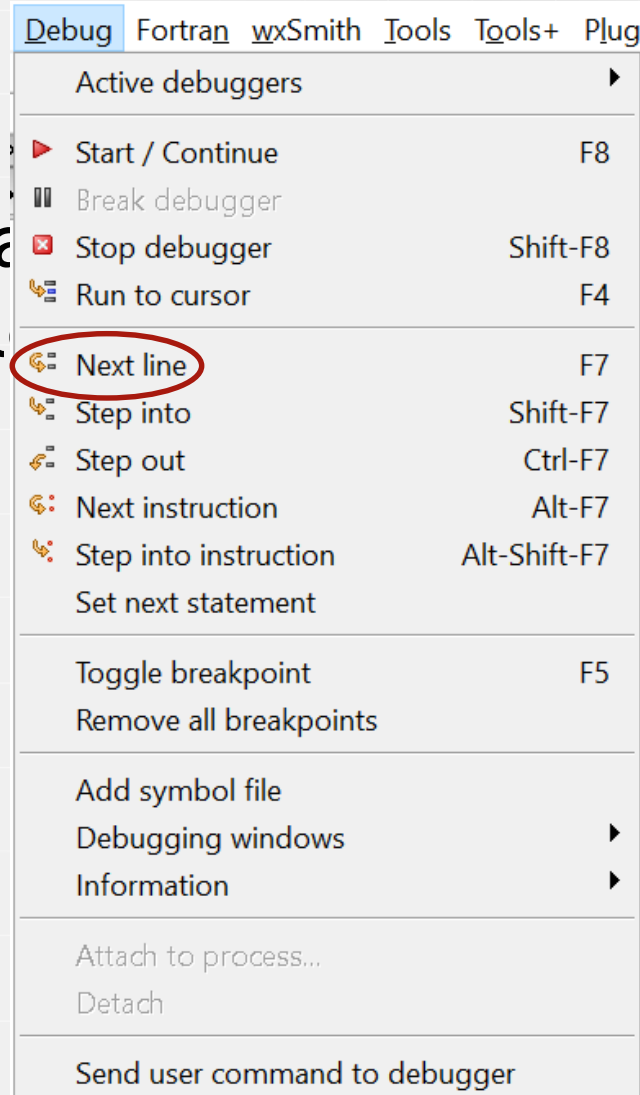 Debug Fortran wxSmith Tools Tools+ Plug
Active debuggers
Start / Continue F8
Break debugger
Stop debugger Shift-F8
Run to cursor F4
Next line F7
Step into Shift-F7
Step out Ctrl-F7
Next instruction Alt-F7
Step into instruction Alt-Shift-F7
Set next statement
Toggle breakpoint F5
Remove all breakpoints
Add symbol file
Debugging windows
Information
Attach to process...
Detach
Send user command to debugger